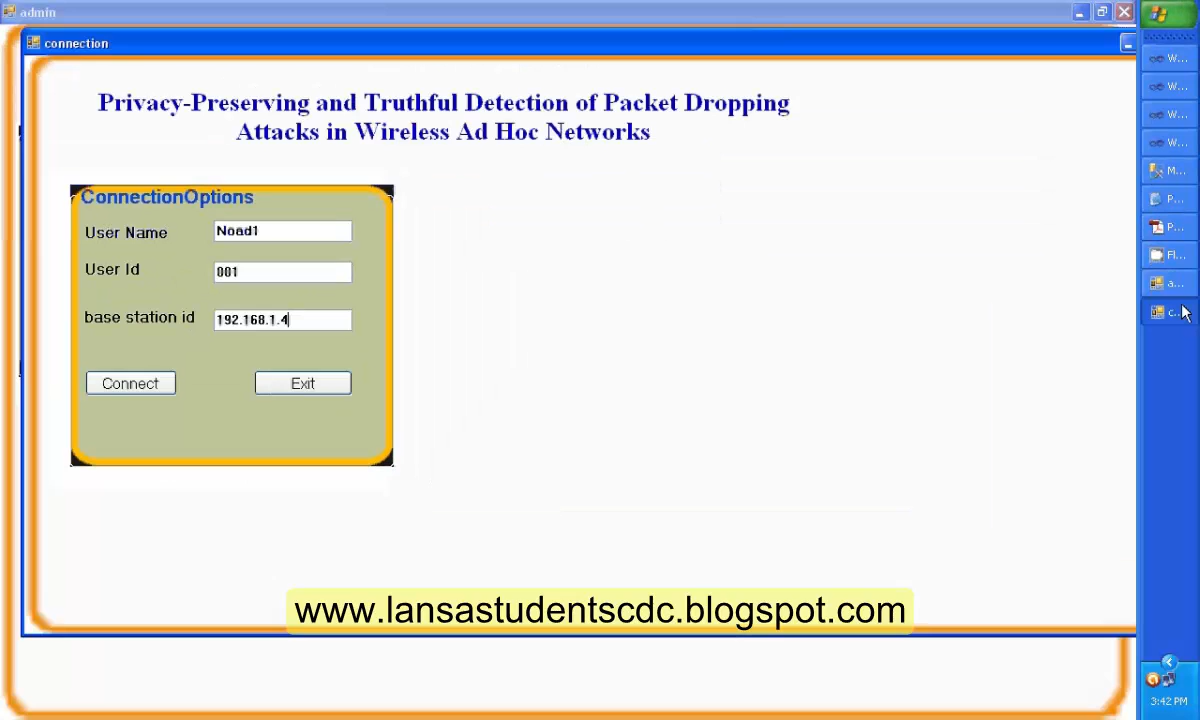 admin
connection
Privacy-Preserving and Truthful Detection of Packet Dropping
Attacks in Wireless Ad Hoc Networks
ConnectionOptions
User Name
Noad1
User Id
001
base station id
192.168.1.4
Connect
Exit
www.lansastudentscdc.blogspot.com
W...
W...
W...
W...
M...
P...
P...
Fl...
a...
c...
3:42 PM